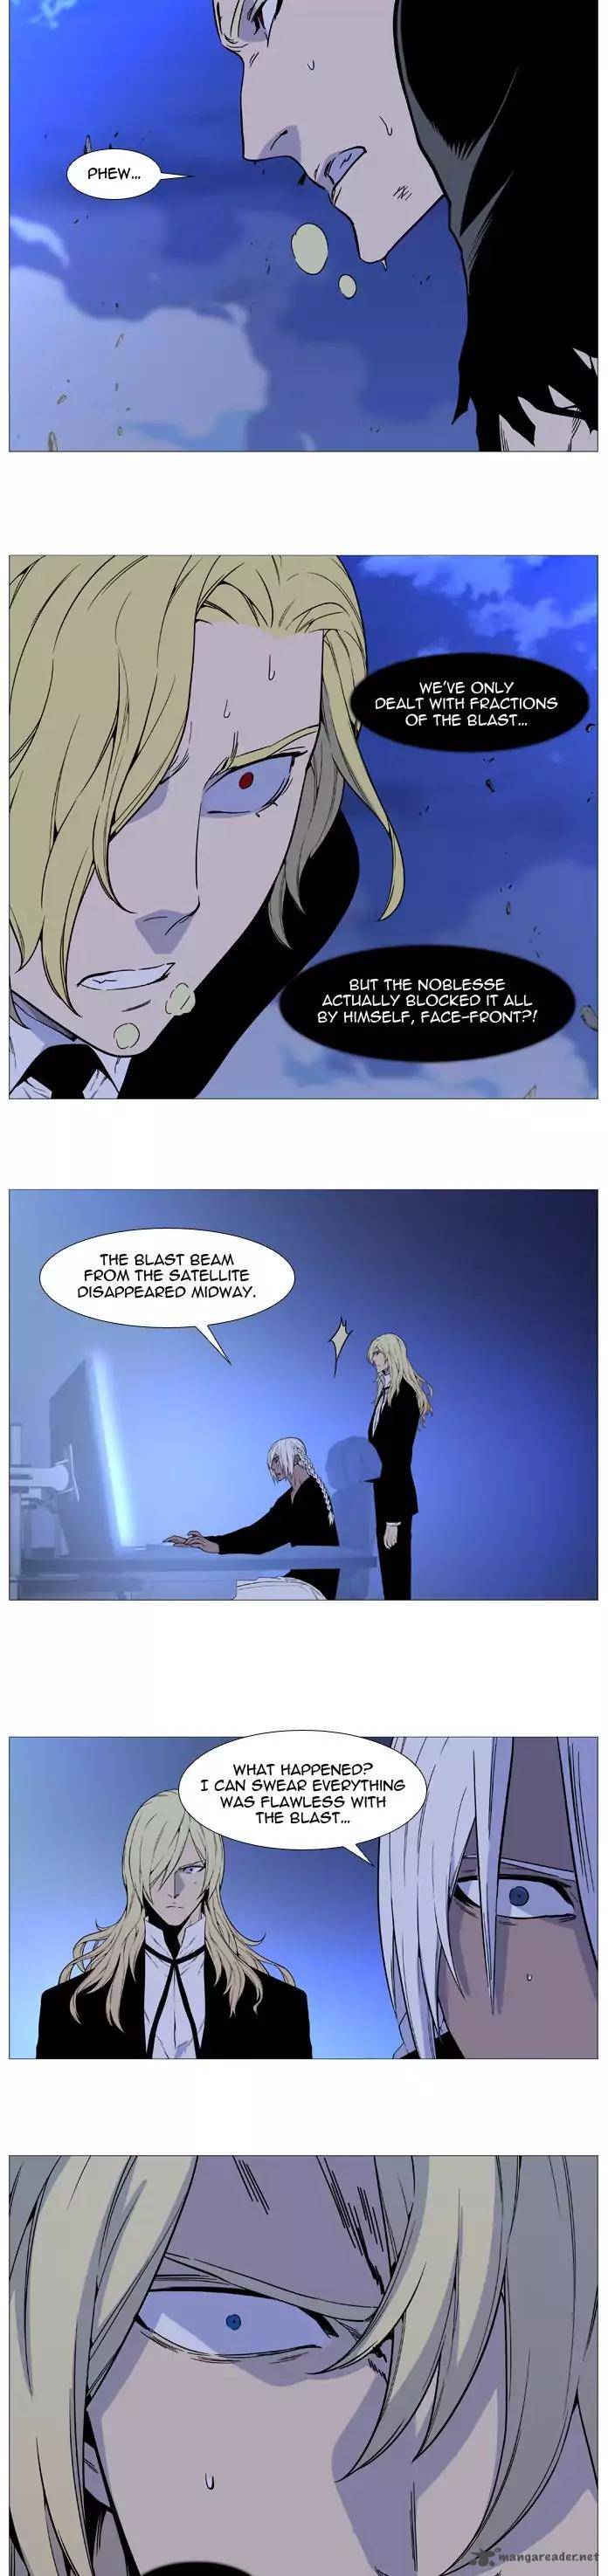 PHEW...
WE'VE ONLY
DEALT WITH FRACTIONS
OF THE BLAST...
BUT THE NOBLESSE
ACTUALLY BLOCKED IT ALL
BY HIMSELF, FACE-FRONT?!
THE BLAST BEAM
FROM THE SATELLITE
DISAPPEARED MIDWAY.
WHAT HAPPENED?
I CAN SWEAR EVERYTHING
WAS FLAWLESS WITH
THE BLAST...
mangareader.net